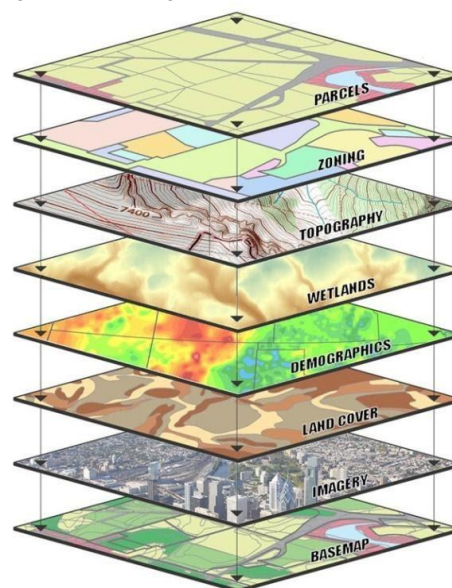 PARCELS
ZONING
7400
TOPOGRAPHY
WETLANDS
DEMOGRAPHICS
LAND COVER
IMAGERY
BASEMAP